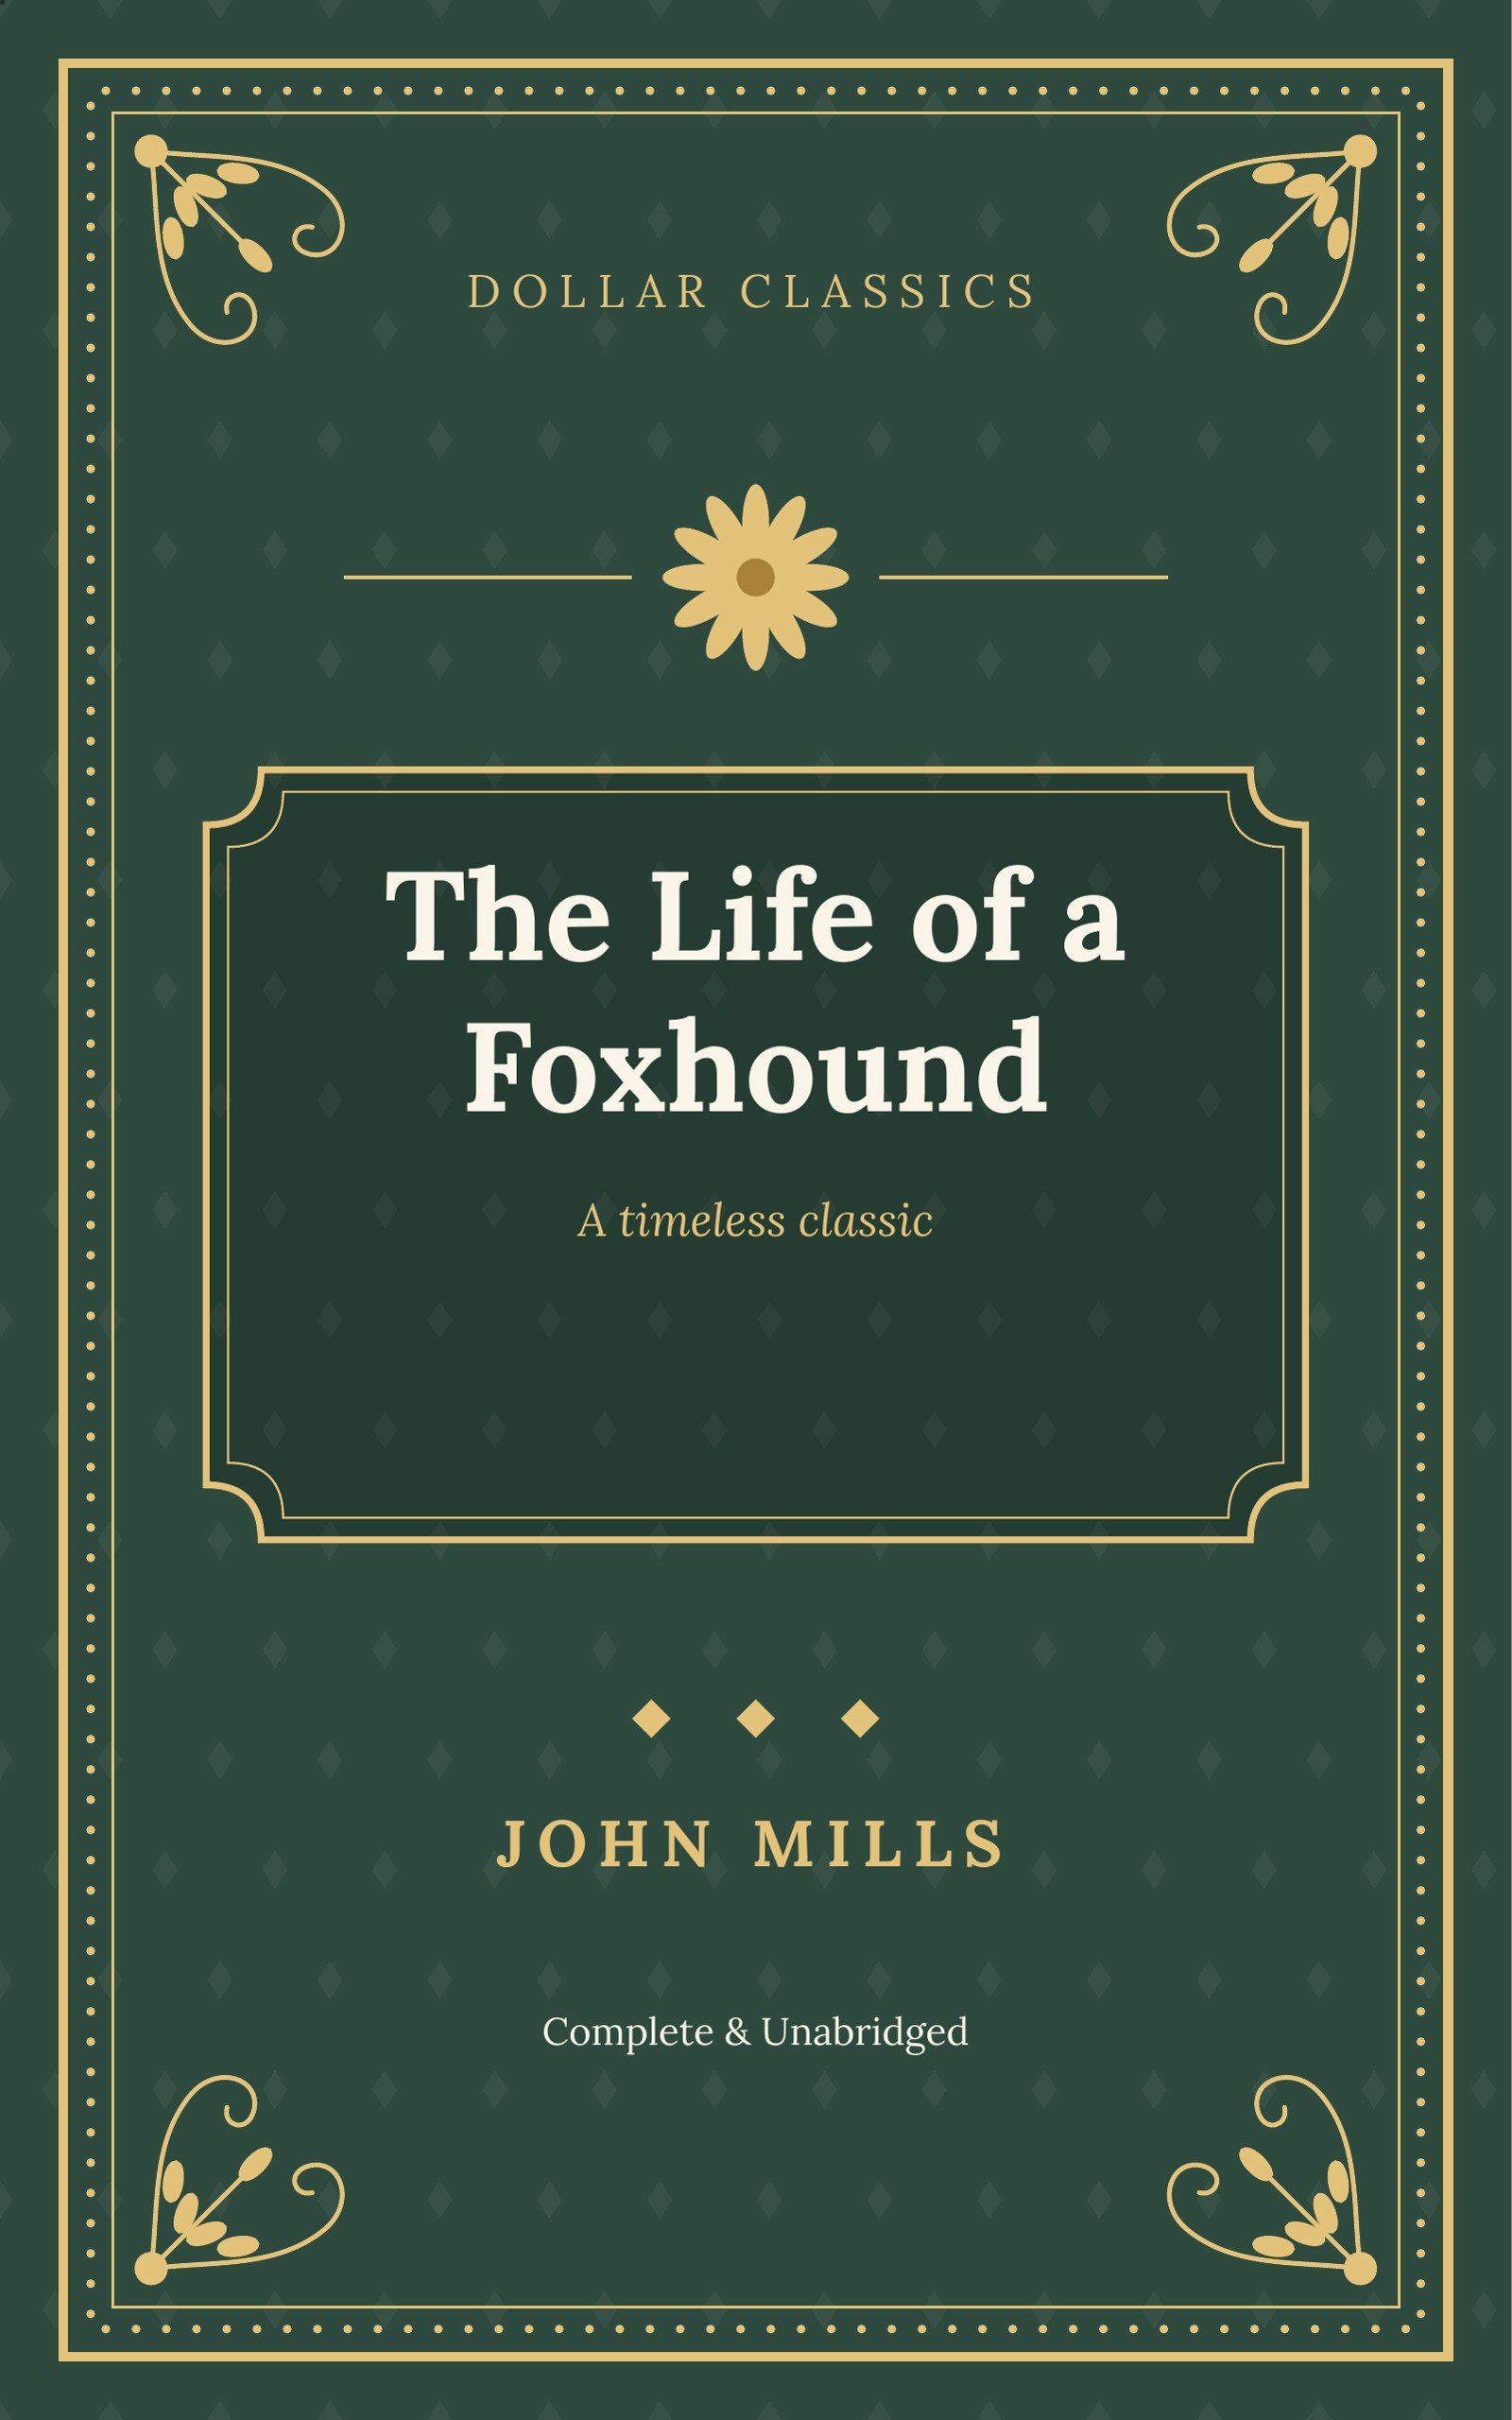 DOLLAR CLASSICS
The Life of a
Foxhound
A timeless classic
JOHN MILLS
Complete & Unabridged